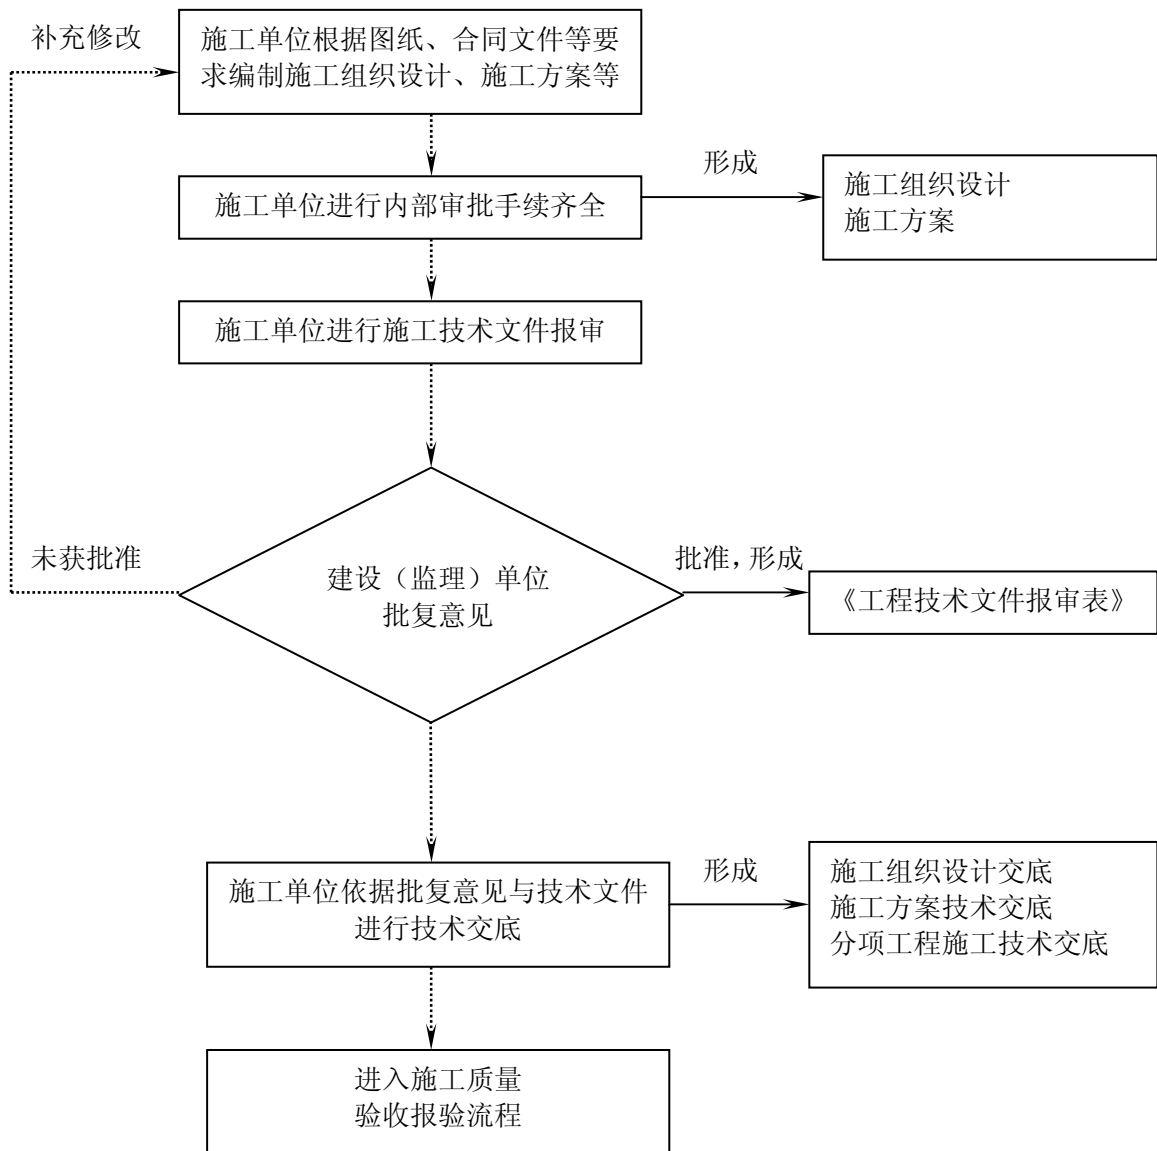 补充修改
施工单位根据图纸、合同文件等要
求编制施工组织设计、施工方案等
形成
施工单位进行内部审批手续齐全
施工组织设计
施工方案
施工单位进行施工技术文件报审
未获批准
建设（监理）单位
批复意见
批准，形成
《工程技术文件报审表》
施工单位依据批复意见与技术文件
进行技术交底
形成
施工组织设计交底
施工方案技术交底
分项工程施工技术交底
进入施工质量
验收报验流程